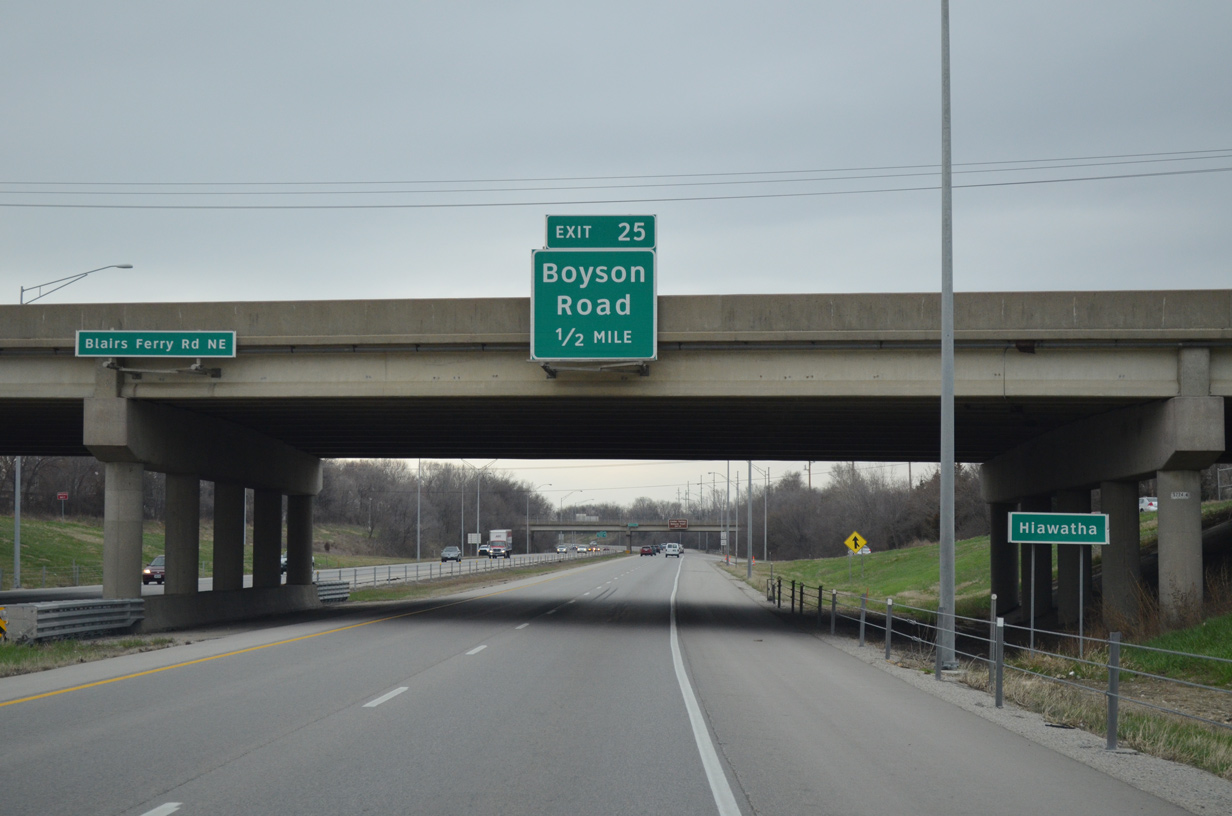 EXIT 25
Boyson
Road
1/2 MILE
Blairs Ferry Rd NE
HIawatha